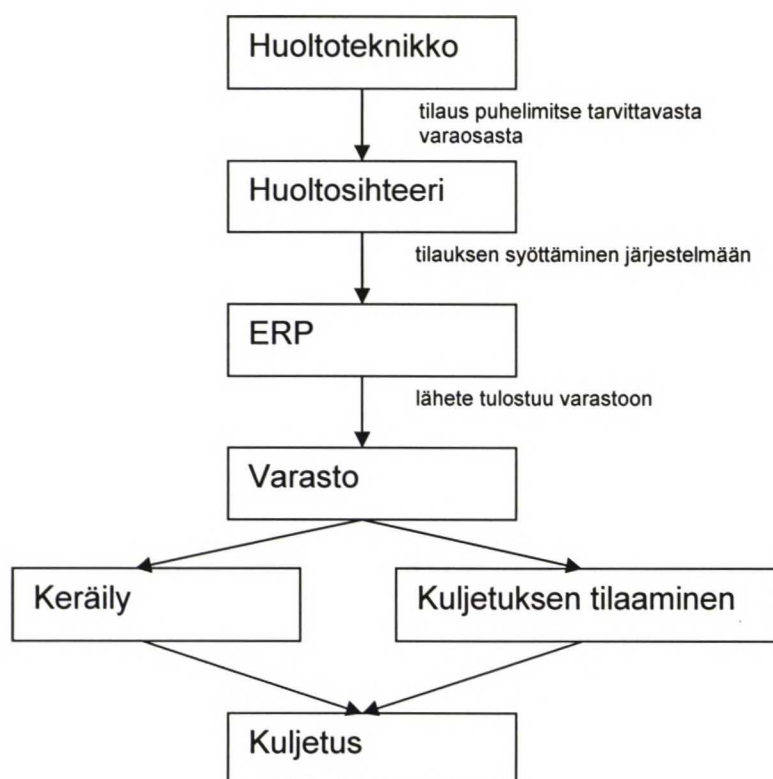 Huoltoteknikko
tilaus puhelimitse tarvittavasta
varaosasta
Huoltosihteeri
tilauksen syöttäminen järjestelmään
ERP
lähete tulostuu varastoon
Varasto
Keräily
Kuljetuksen tilaaminen
Kuljetus